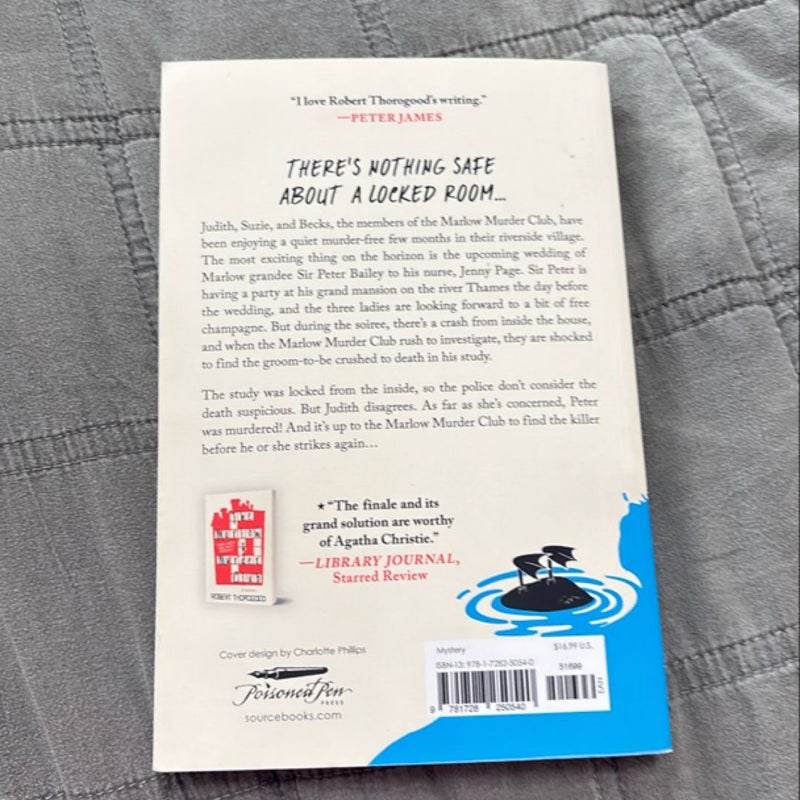 "I love Robert Thorogood's writing."
—PETER JAMES
THERE'S NOTHING SAFE
ABOUT A LOCKED ROOM...
Judith, Suzie, and Becks, the members of the Marlow Murder Club, have
been enjoying a quiet murder-free few months in their riverside village.
The most exciting thing on the horizon is the upcoming wedding of
Marlow grandee Sir Peter Bailey to his nurse, Jenny Page. Sir Peter is
having a party at his grand mansion on the river Thames the day before
the wedding, and the three ladies are looking forward to a bit of free
champagne. But during the soiree, there's a crash from inside the house,
and when the Marlow Murder Club rush to investigate, they are shocked
to find the groom-to-be crushed to death in his study.
The study was locked from the inside, so the police don't consider the
death suspicious. But Judith disagrees. As far as she's concerned, Peter
was murdered! And it's up to the Marlow Murder Club to find the killer
before he or she strikes again...
★ "The finale and its
grand solution are worthy
of Agatha Christie."
—LIBRARY JOURNAL,
Starred Review
The
Marlow
Murder
Club
ROBERT THOROGOOD
Cover design by Charlotte Phillips
Poisoned Pen
PRESS
sourcebooks.com
Mystery
$16.99 U.S.
ISBN-13: 978-1-7282-5054-0
51699
9 781728 250540
EAN